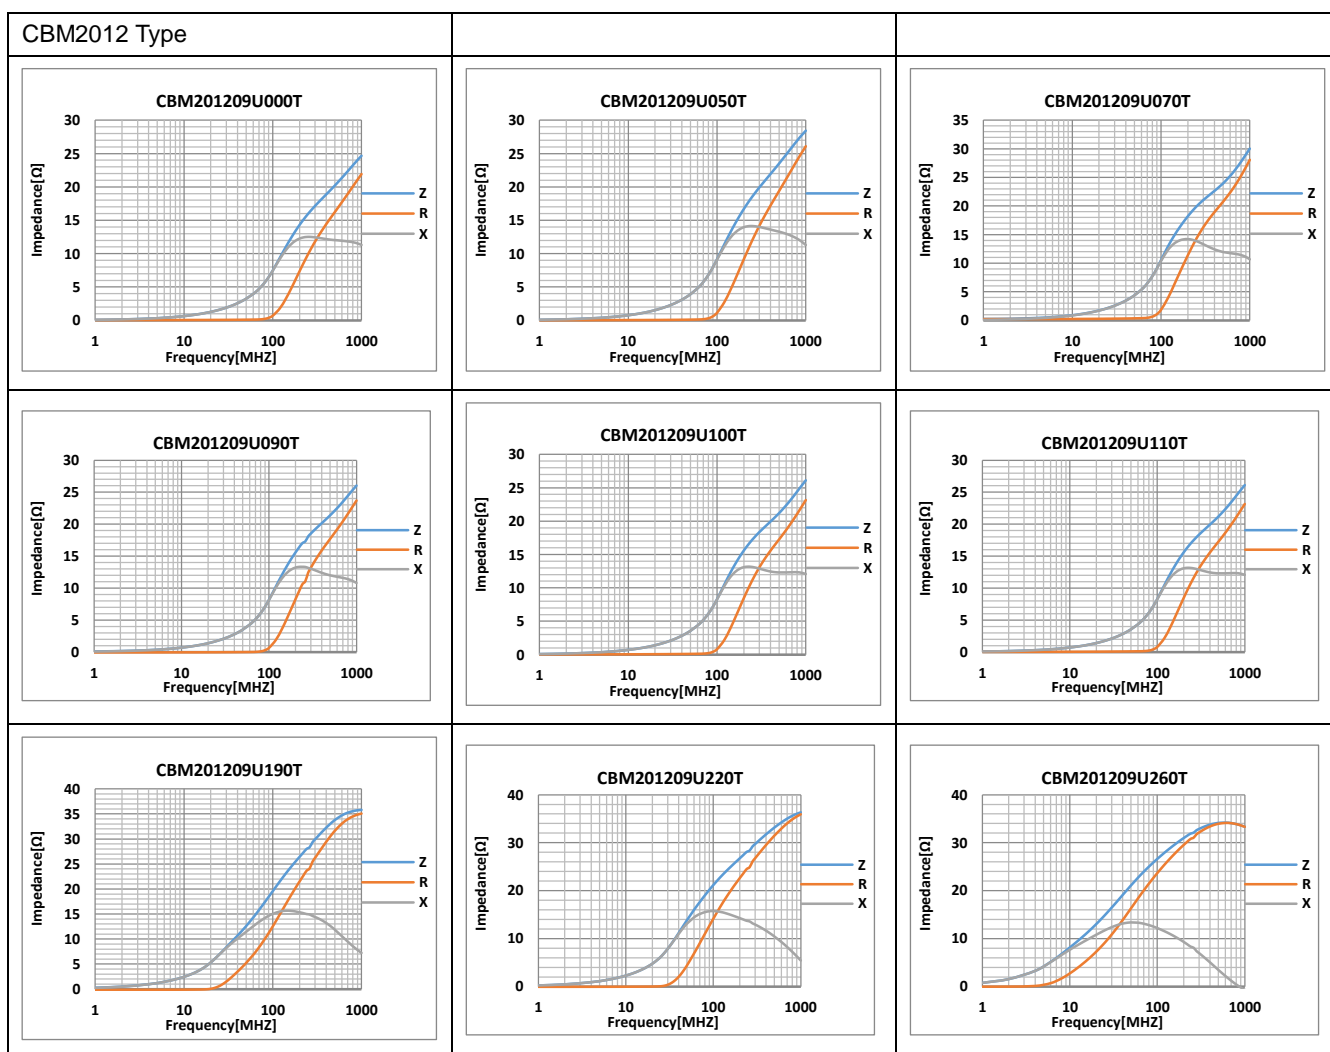 CBM2012 Type
CBM201209U000T
Impedance[Ω]
30
25
20
15
10
5
0
1 10 100 1000
Frequency[MHZ]
Z
R
X
CBM201209U050T
Impedance[Ω]
30
25
20
15
10
5
0
1 10 100 1000
Frequency[MHZ]
Z
R
X
CBM201209U070T
Impedance[Ω]
35
30
25
20
15
10
5
0
1 10 100 1000
Frequency[MHZ]
Z
R
X
CBM201209U090T
Impedance[Ω]
30
25
20
15
10
5
0
1 10 100 1000
Frequency[MHZ]
Z
R
X
CBM201209U100T
Impedance[Ω]
30
25
20
15
10
5
0
1 10 100 1000
Frequency[MHZ]
Z
R
X
CBM201209U110T
Impedance[Ω]
30
25
20
15
10
5
0
1 10 100 1000
Frequency[MHZ]
Z
R
X
CBM201209U190T
Impedance[Ω]
40
35
30
25
20
15
10
5
0
1 10 100 1000
Frequency[MHZ]
Z
R
X
CBM201209U220T
Impedance[Ω]
40
30
20
10
0
1 10 100 1000
Frequency[MHZ]
Z
R
X
CBM201209U260T
Impedance[Ω]
40
30
20
10
0
1 10 100 1000
Frequency[MHZ]
Z
R
X